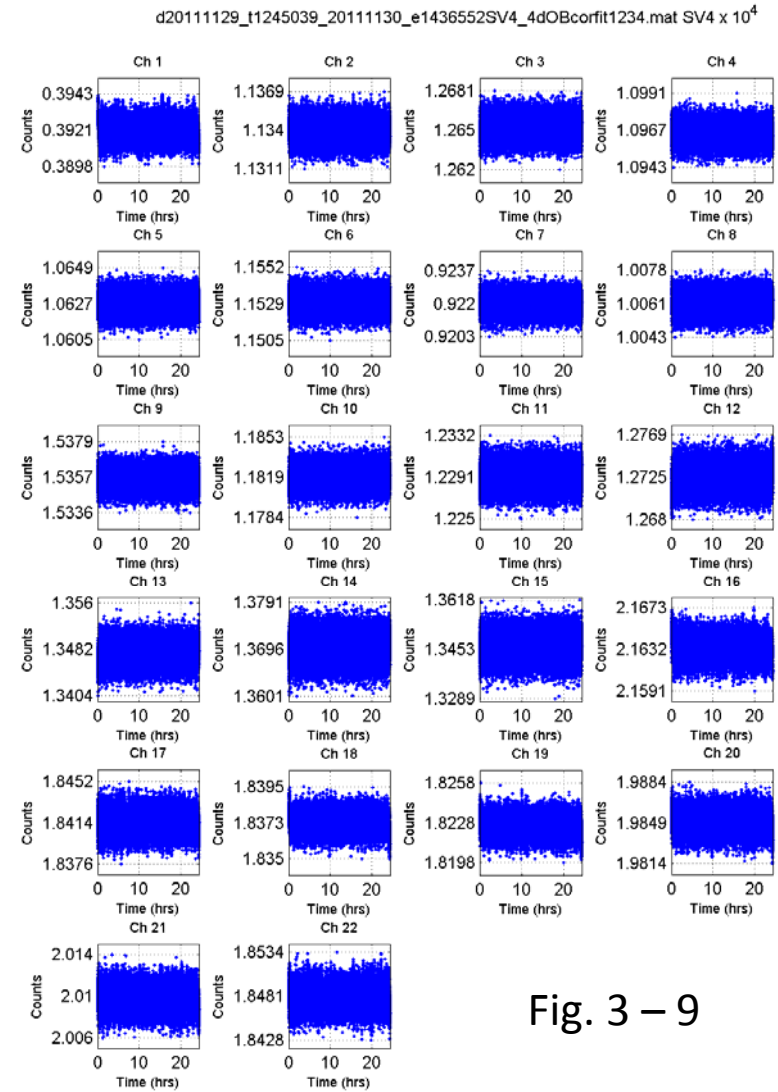 d20111129_t1245039_20111130_e1436552SV4_4dOBcorfit1234.mat SV4 x 10^4
Ch 1
Counts
0.3943
0.3921
0.3898
0 10 20
Time (hrs)
Ch 2
Counts
1.1369
1.134
1.1311
0 10 20
Time (hrs)
Ch 3
Counts
1.2681
1.265
1.262
0 10 20
Time (hrs)
Ch 4
Counts
1.0991
1.0967
1.0943
0 10 20
Time (hrs)
Ch 5
Counts
1.0649
1.0627
1.0605
0 10 20
Time (hrs)
Ch 6
Counts
1.1552
1.1529
1.1505
0 10 20
Time (hrs)
Ch 7
Counts
0.9237
0.922
0.9203
0 10 20
Time (hrs)
Ch 8
Counts
1.0078
1.0061
1.0043
0 10 20
Time (hrs)
Ch 9
Counts
1.5379
1.5357
1.5336
0 10 20
Time (hrs)
Ch 10
Counts
1.1853
1.1819
1.1784
0 10 20
Time (hrs)
Ch 11
Counts
1.2332
1.2291
1.225
0 10 20
Time (hrs)
Ch 12
Counts
1.2769
1.2725
1.268
0 10 20
Time (hrs)
Ch 13
Counts
1.356
1.3482
1.3404
0 10 20
Time (hrs)
Ch 14
Counts
1.3791
1.3696
1.3601
0 10 20
Time (hrs)
Ch 15
Counts
1.3618
1.3453
1.3289
0 10 20
Time (hrs)
Ch 16
Counts
2.1673
2.1632
2.1591
0 10 20
Time (hrs)
Ch 17
Counts
1.8452
1.8414
1.8376
0 10 20
Time (hrs)
Ch 18
Counts
1.8395
1.8373
1.835
0 10 20
Time (hrs)
Ch 19
Counts
1.8258
1.8228
1.8198
0 10 20
Time (hrs)
Ch 20
Counts
1.9884
1.9849
1.9814
0 10 20
Time (hrs)
Ch 21
Counts
2.014
2.01
2.006
0 10 20
Time (hrs)
Ch 22
Counts
1.8534
1.8481
1.8428
0 10 20
Time (hrs)
Fig. 3 – 9